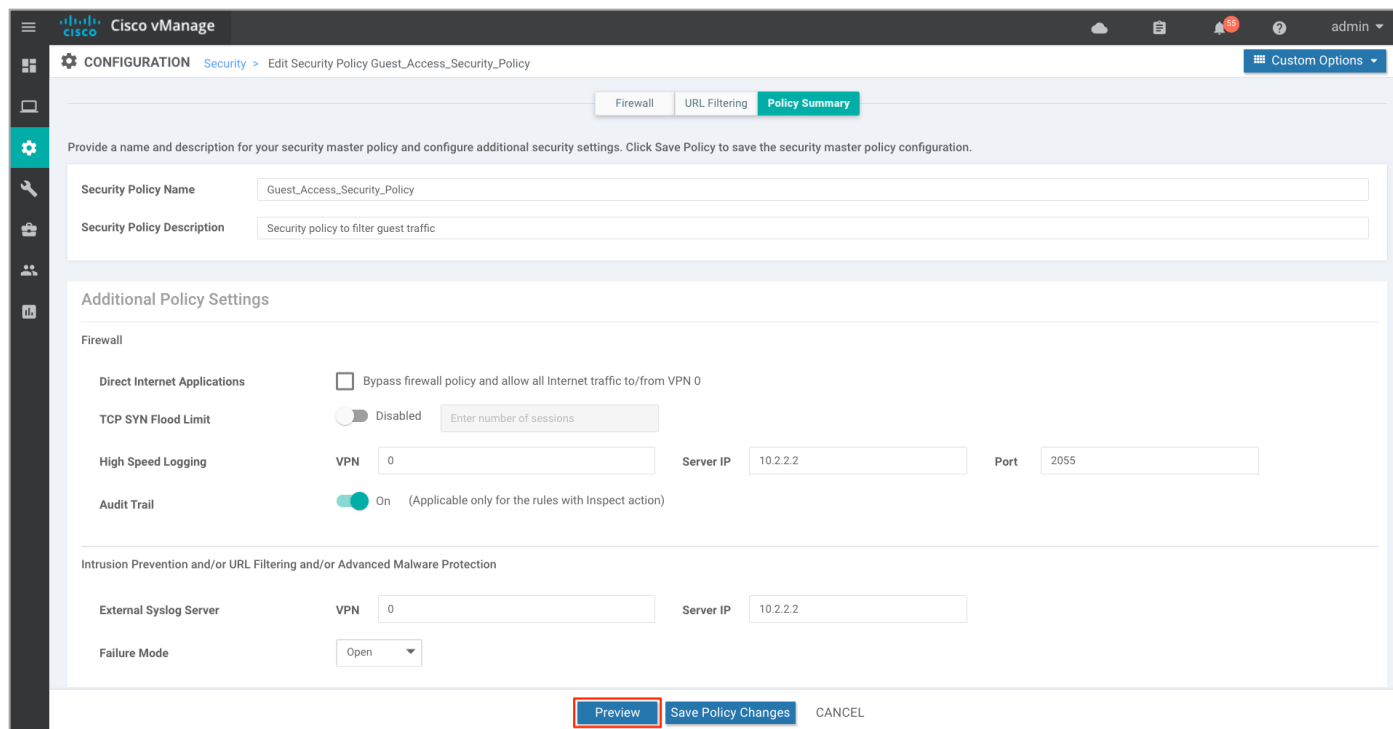 cisco Cisco vManage 55 admin
CONFIGURATION Security > Edit Security Policy Guest_Access_Security_Policy Custom Options
Firewall URL Filtering Policy Summary
Provide a name and description for your security master policy and configure additional security settings. Click Save Policy to save the security master policy configuration.
Security Policy Name Guest_Access_Security_Policy
Security Policy Description Security policy to filter guest traffic
Additional Policy Settings
Firewall
Direct Internet Applications Bypass firewall policy and allow all Internet traffic to/from VPN 0
TCP SYN Flood Limit Disabled Enter number of sessions
High Speed Logging VPN 0 Server IP 10.2.2.2 Port 2055
Audit Trail On (Applicable only for the rules with Inspect action)
Intrusion Prevention and/or URL Filtering and/or Advanced Malware Protection
External Syslog Server VPN 0 Server IP 10.2.2.2
Failure Mode Open
Preview Save Policy Changes CANCEL